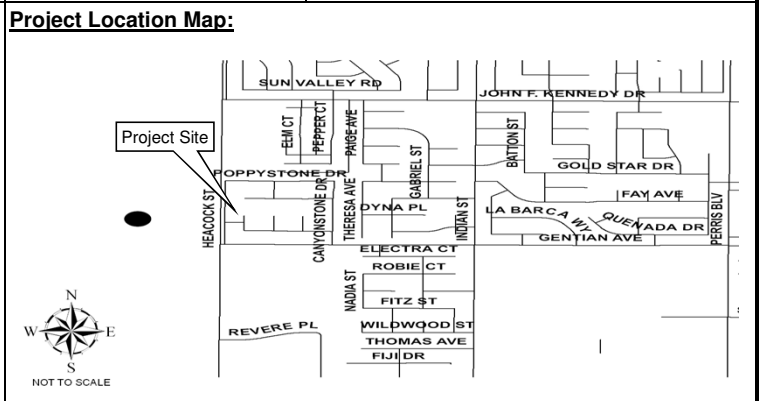 Project Location Map:
SUN VALLEY RD
JOHN F. KENNEDY DR
Project Site
ELM CT
PEPPER CT
PAIGE AVE
GABRIEL ST
BATTON ST
POPPYSTONE DR
GOLD STAR DR
HEACOCK ST
CANYONSTONE DR
THERESA AVE
DYNA PL
INDIAN ST
LA BARCA WY
FAY AVE
QUENADA DR
PERRIS BLV
GENTIAN AVE
ELECTRA CT
ROBIE CT
NADIA ST
FITZ ST
REVERE PL
WILDWOOD ST
THOMAS AVE
FIJI DR
N
W
E
S
NOT TO SCALE